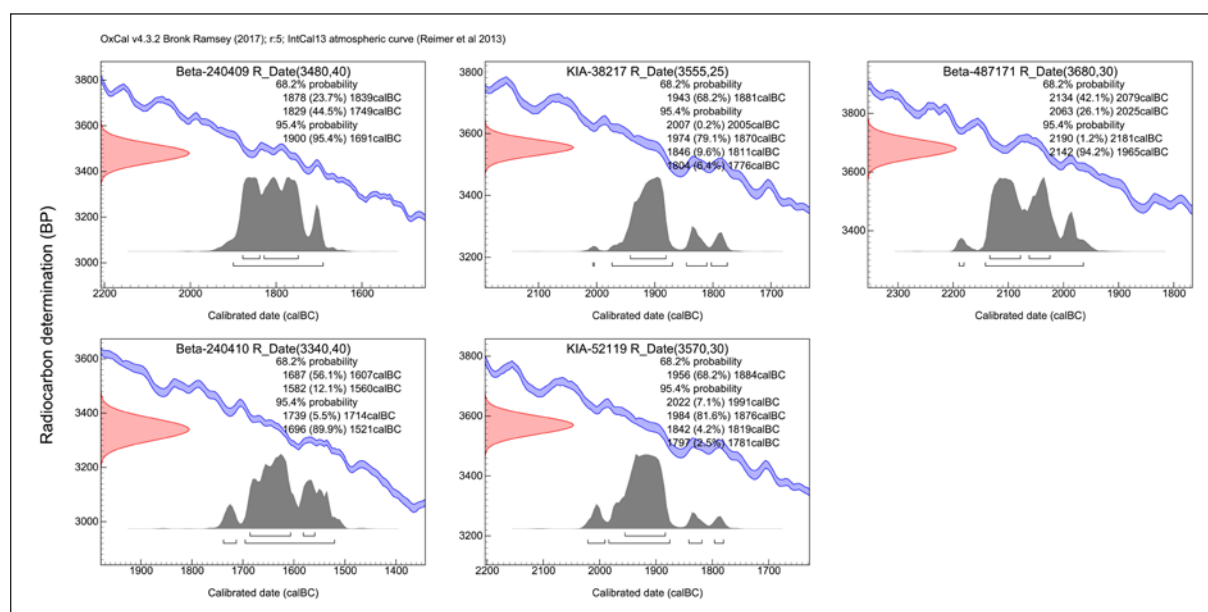 OxCal v4.3.2 Bronk Ramsey (2017); r:5; IntCal13 atmospheric curve (Reimer et al 2013)
Radiocarbon determination (BP)
Beta-240409 R_Date(3480,40)
68.2% probability
1878 (23.7%) 1839calBC
1829 (44.5%) 1749calBC
95.4% probability
1900 (95.4%) 1691calBC
3800
3600
3400
3200
3000
2200 2000 1800 1600
Calibrated date (calBC)
KIA-38217 R_Date(3555,25)
68.2% probability
1943 (68.2%) 1881calBC
95.4% probability
2007 (0.2%) 2005calBC
1974 (79.1%) 1870calBC
1846 (9.6%) 1811calBC
1804 (6.4%) 1776calBC
3800
3600
3400
3200
2100 2000 1900 1800 1700
Calibrated date (calBC)
Beta-487171 R_Date(3680,30)
68.2% probability
2134 (42.1%) 2079calBC
2063 (26.1%) 2025calBC
95.4% probability
2190 (1.2%) 2181calBC
2142 (94.2%) 1965calBC
3800
3600
3400
2300 2200 2100 2000 1900 1800
Calibrated date (calBC)
Beta-240410 R_Date(3340,40)
68.2% probability
1687 (56.1%) 1607calBC
1582 (12.1%) 1560calBC
95.4% probability
1739 (5.5%) 1714calBC
1696 (89.9%) 1521calBC
3600
3400
3200
3000
1900 1800 1700 1600 1500 1400
Calibrated date (calBC)
KIA-52119 R_Date(3570,30)
68.2% probability
1956 (68.2%) 1884calBC
95.4% probability
2022 (7.1%) 1991calBC
1984 (81.6%) 1876calBC
1842 (4.2%) 1819calBC
1797 (2.5%) 1781calBC
3800
3600
3400
3200
2200 2100 2000 1900 1800 1700
Calibrated date (calBC)